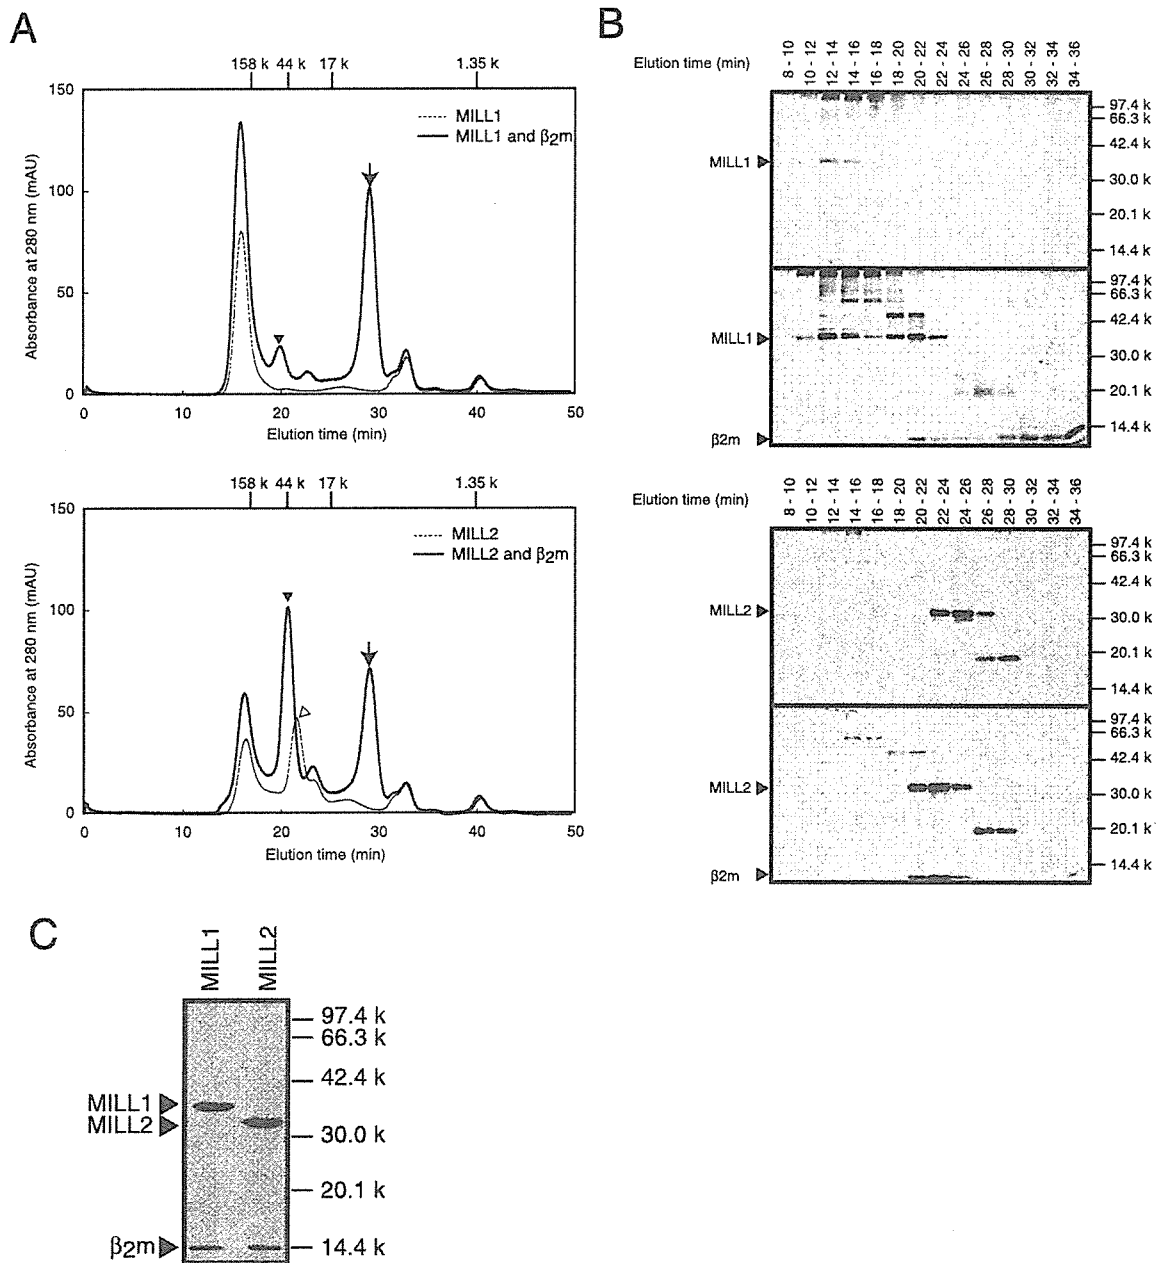 A
158 k 44 k 17 k 1.35 k
150
100
50
0
Absorbance at 280 nm (mAU)
MILL1
MILL1 and β2m
0 10 20 30 40 50
Elution time (min)
158 k 44 k 17 k 1.35 k
150
100
50
0
Absorbance at 280 nm (mAU)
MILL2
MILL2 and β2m
0 10 20 30 40 50
Elution time (min)
B
Elution time (min)
8 - 10
10 - 12
12 - 14
14 - 16
16 - 18
18 - 20
20 - 22
22 - 24
24 - 26
26 - 28
28 - 30
30 - 32
32 - 34
34 - 36
97.4 k
66.3 k
42.4 k
MILL1
30.0 k
20.1 k
14.4 k
97.4 k
66.3 k
42.4 k
MILL1
30.0 k
20.1 k
14.4 k
β2m
Elution time (min)
8 - 10
10 - 12
12 - 14
14 - 16
16 - 18
18 - 20
20 - 22
22 - 24
24 - 26
26 - 28
28 - 30
30 - 32
32 - 34
34 - 36
97.4 k
66.3 k
42.4 k
MILL2
30.0 k
20.1 k
14.4 k
97.4 k
66.3 k
42.4 k
MILL2
30.0 k
20.1 k
14.4 k
β2m
C
MILL1
MILL2
97.4 k
66.3 k
42.4 k
MILL1
MILL2
30.0 k
20.1 k
β2m
14.4 k